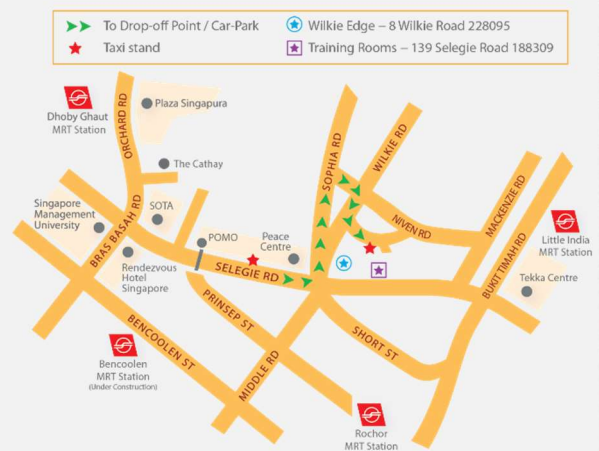 To Drop-off Point / Car-Park
Wilkie Edge – 8 Wilkie Road 228095
Taxi stand
Training Rooms – 139 Selegie Road 188309
Dhoby Ghaut
MRT Station
ORCHARD RD
Plaza Singapura
The Cathay
SOPHIA RD
WILKIE RD
MACKENZIE RD
Singapore
Management
University
BRAS BASAH RD
SOTA
NIVEN RD
Little India
MRT Station
POMO
Peace
Centre
BUKIT TIMAH RD
Rendezvous
Hotel
Singapore
SELEGIE RD
Tekka Centre
PRINSEP ST
BENCOOLEN ST
SHORT ST
MIDDLE RD
Bencoolen
MRT Station
(Under Construction)
Rochor
MRT Station